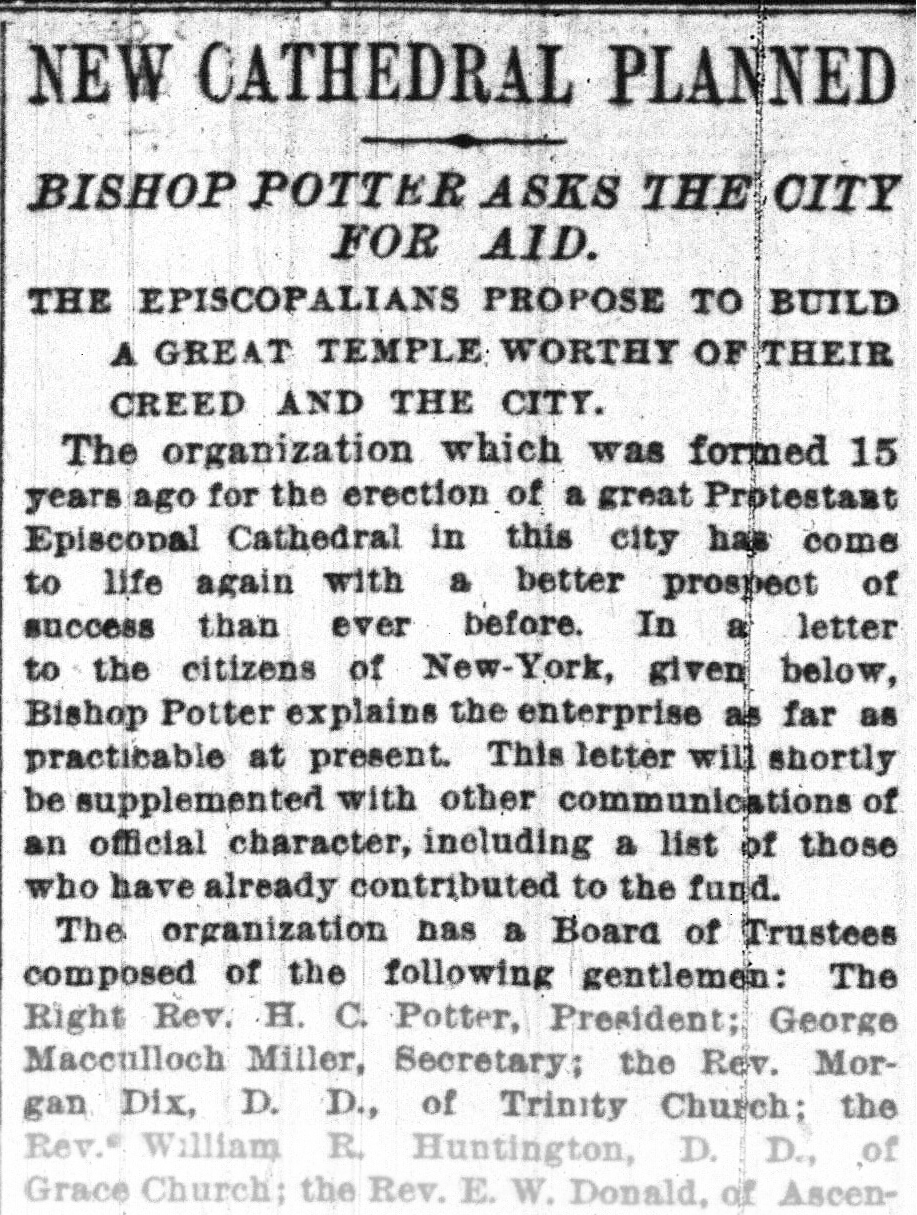 NEW CATHEDRAL PLANNED
BISHOP POTTER ASKS THE CITY
FOR AID.
THE EPISCOPALIANS PROPOSE TO BUILD
A GREAT TEMPLE WORTHY OF THEIR
CREED AND THE CITY.
The organization which was formed 15
years ago for the erection of a great Protestant
Episcopal Cathedral in this city has come
to life again with a better prospect of
success than ever before. In a letter
to the citizens of New-York, given below,
Bishop Potter explains the enterprise as far as
practicable at present. This letter will shortly
be supplemented with other communications of
an official character, including a list of those
who have already contributed to the fund.
The organization has a Board of Trustees
composed of the following gentlemen: The
Right Rev. H. C. Potter, President; George
Macculloch Miller, Secretary; the Rev. Mor-
gan Dix, D. D., of Trinity Church; the
Rev. William R. Huntington, D. D., of
Grace Church; the Rev. E. W. Donald, of Ascen-